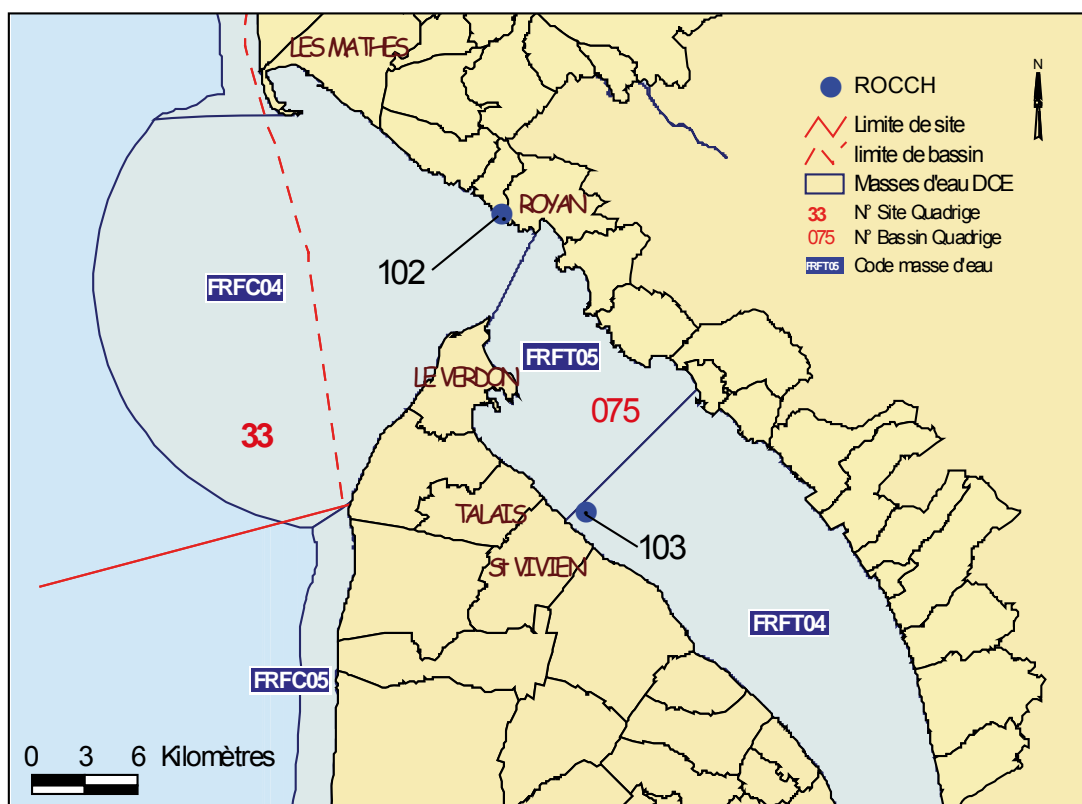 LES MATHES
N
ROCCH
Limite de site
limite de bassin
Masses d'eau DCE
33 N° Site Quadrige
075 N° Bassin Quadrige
FRFT05 Code masse d'eau
ROYAN
102
FRFC04
FRFT05
LE VERDON
075
33
TALAIS
103
St VIVIEN
FRFT04
FRFC05
0 3 6 Kilomètres